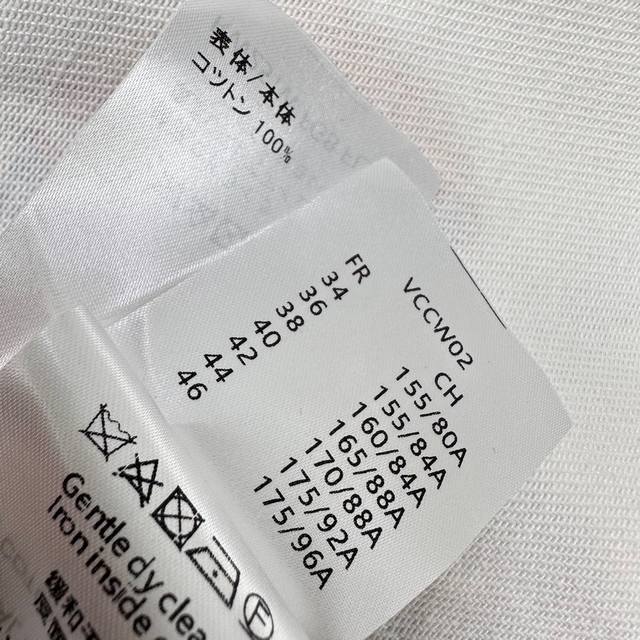 表体/本体
コットン 100%
VCCW02
FR CH
34 155/80A
36 155/84A
38 160/84A
40 165/88A
42 170/88A
44 175/92A
46 175/96A
Gentle dy clea
Iron inside